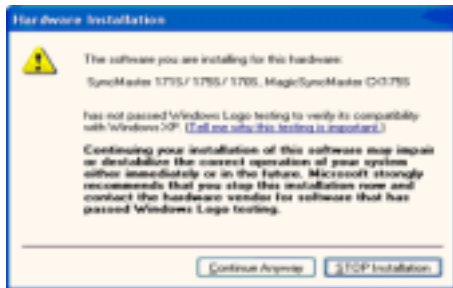 Hardware Installation
The software you are installing for this hardware:
SyncMaster 171S/ 175S/ 170S, MagicSyncMaster CX175S
has not passed Windows Logo testing to verify its compatibility
with Windows XP. (Tell me why this testing is important.)
Continuing your installation of this software may impair
or destabilize the correct operation of your system
either immediately or in the future. Microsoft strongly
recommends that you stop this installation now and
contact the hardware vendor for software that has
passed Windows Logo testing.
Continue Anyway
STOP Installation